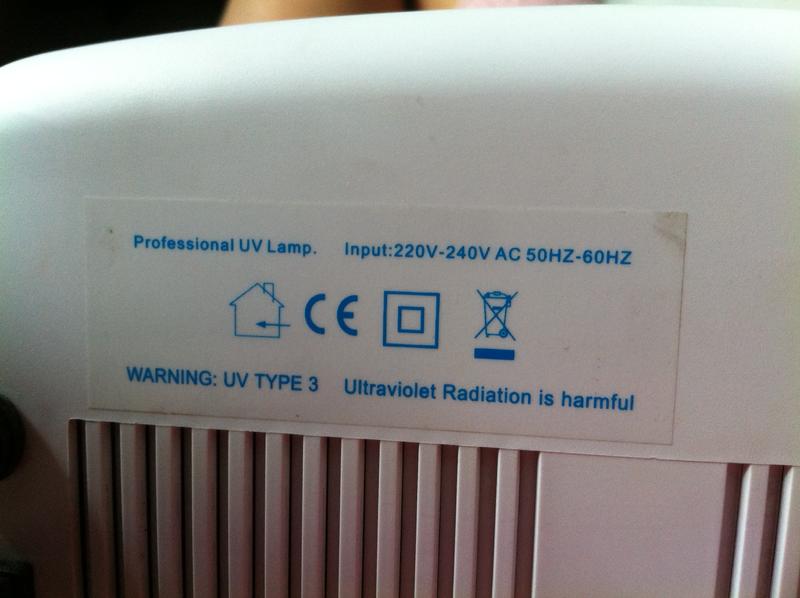 Professional UV Lamp. Input:220V-240V AC 50HZ-60HZ
CE
WARNING: UV TYPE 3 Ultraviolet Radiation is harmful